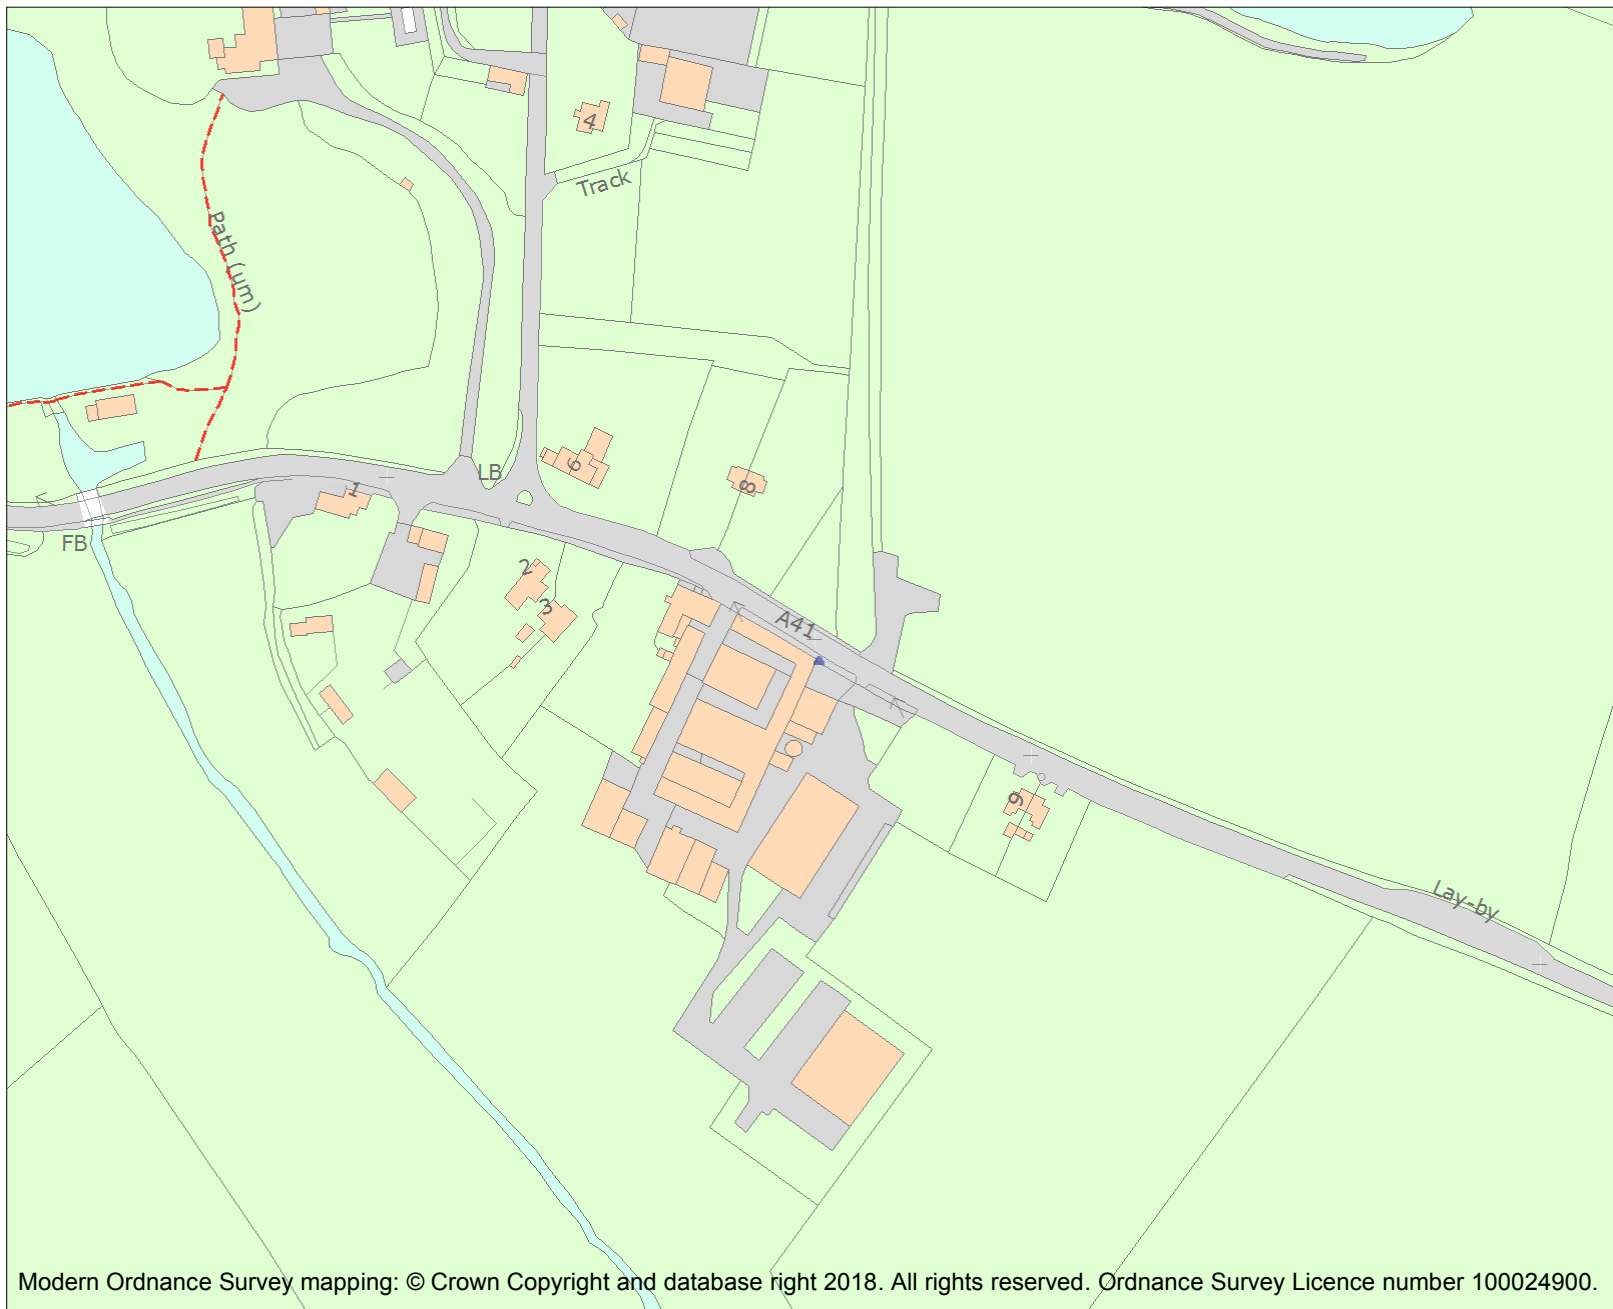 4
Track
Path (um)
6
LB
8
1
FB
2
3
A41
9
Lay-by
Modern Ordnance Survey mapping: © Crown Copyright and database right 2018. All rights reserved. Ordnance Survey Licence number 100024900.